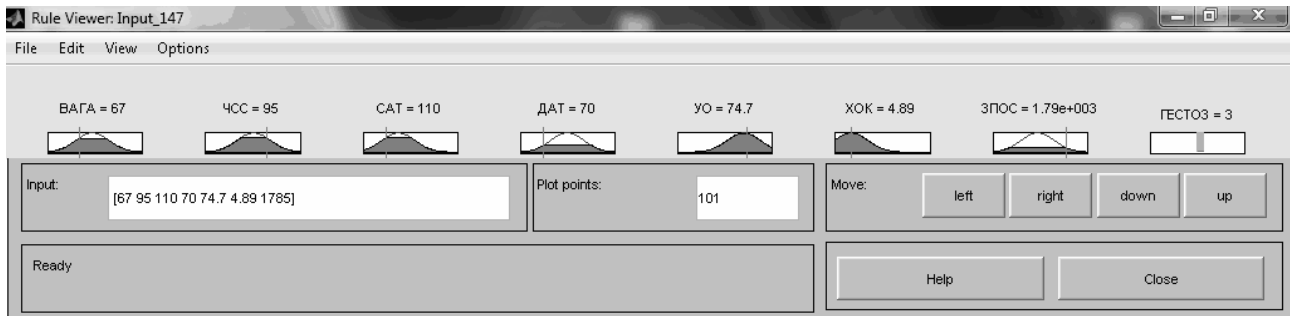 Rule Viewer: Input_147
File Edit View Options
ВАГА = 67 ЧСС = 95 САТ = 110 ДАТ = 70 УО = 74.7 ХОК = 4.89 ЗПОС = 1.79e+003 ГЕСТОЗ = 3
Input: [67 95 110 70 74.7 4.89 1785] Plot points: 101 Move: left right down up
Ready Help Close